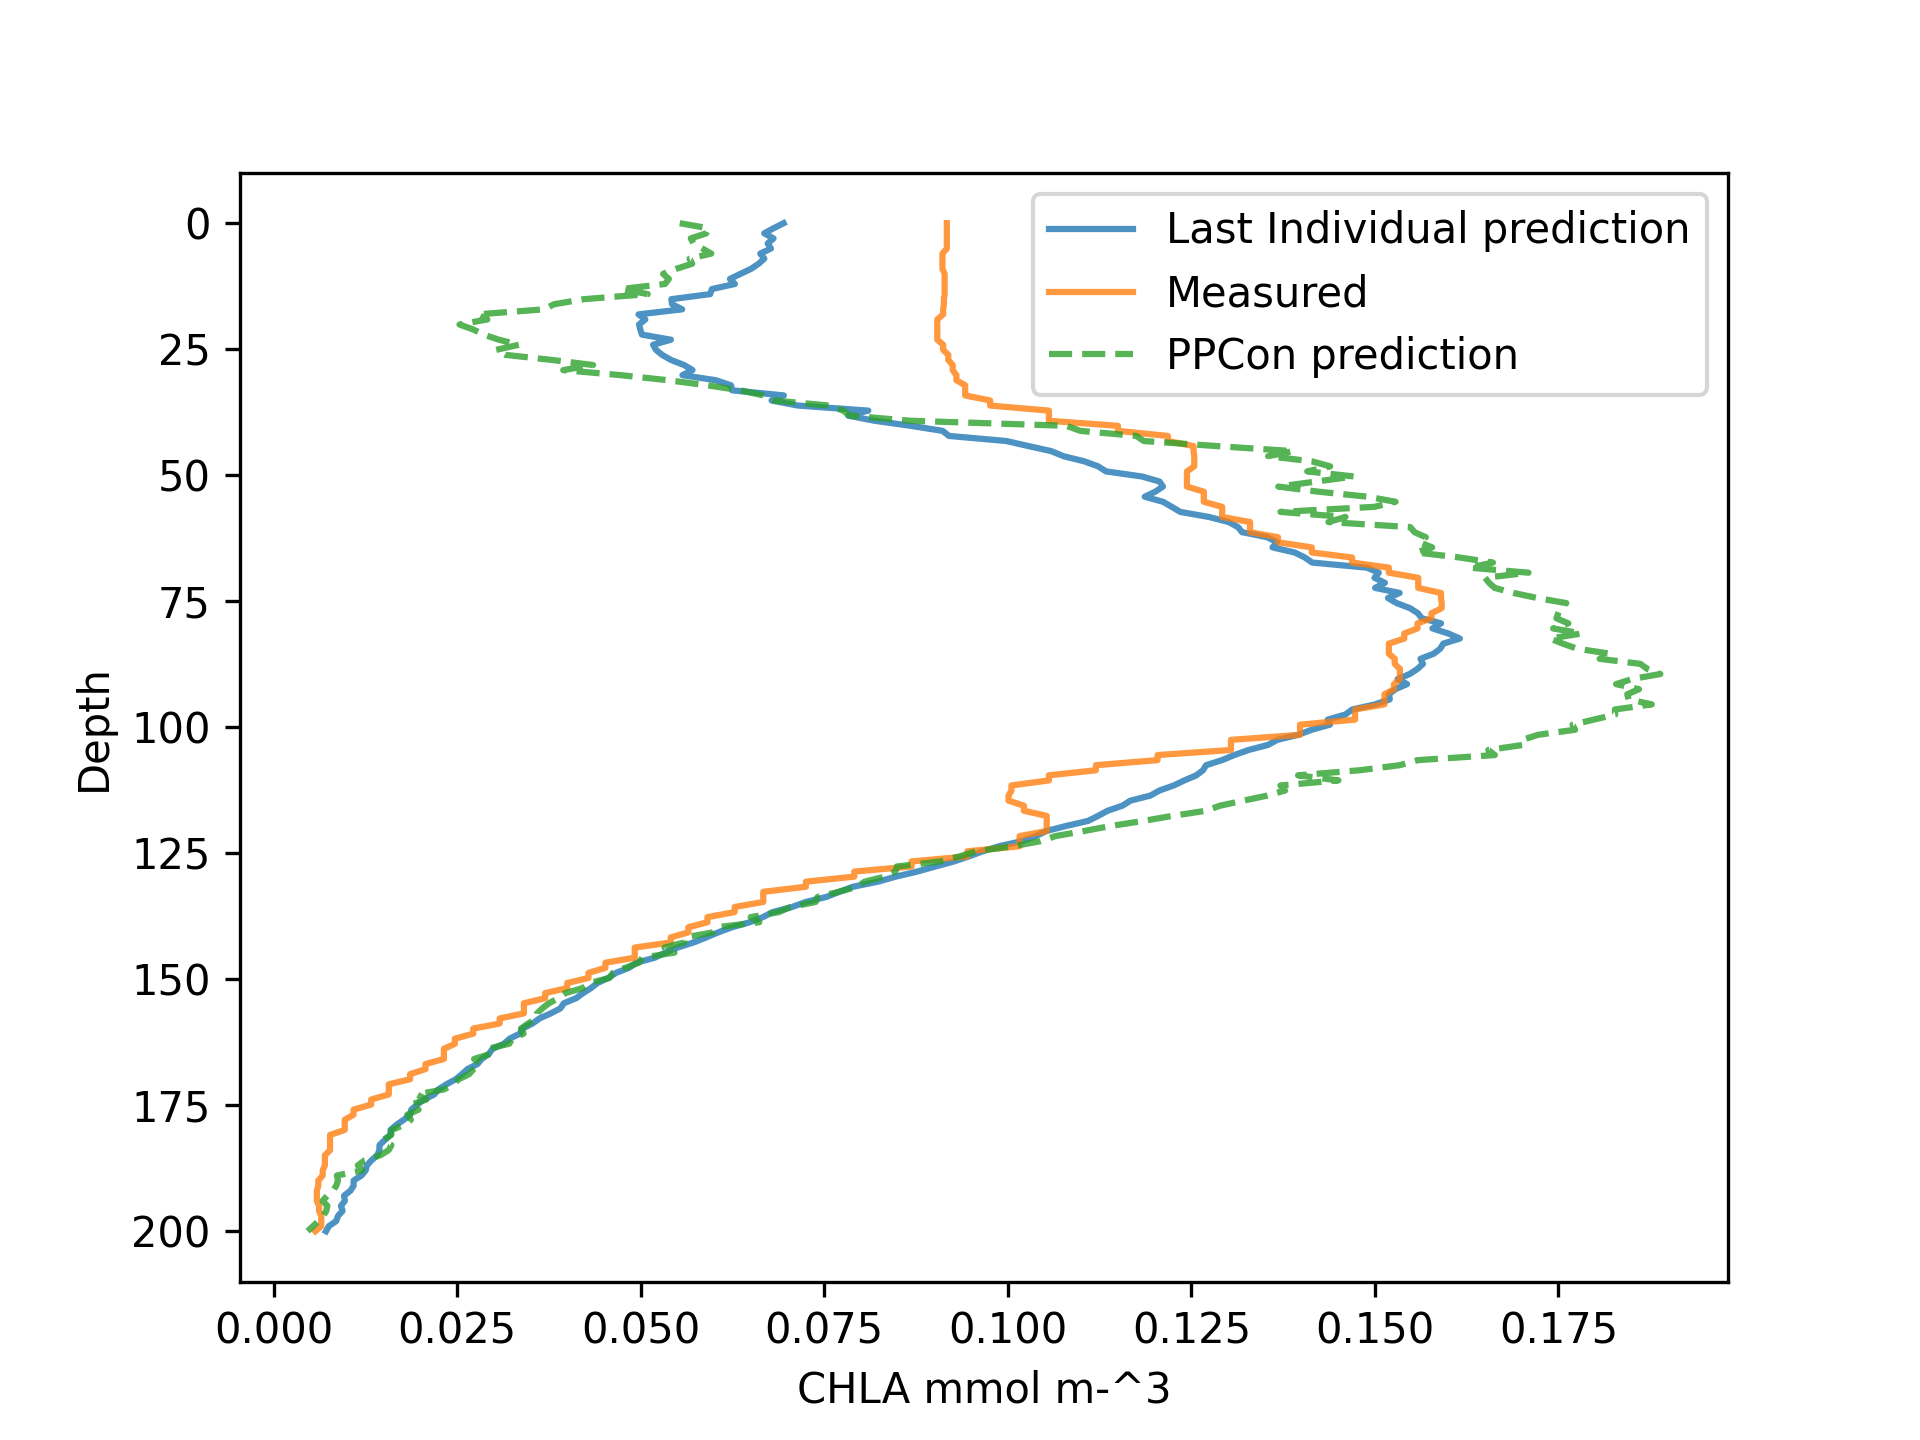 Last Individual prediction
Measured
PPCon prediction
0
25
50
75
100
125
150
175
200
Depth
0.000 0.025 0.050 0.075 0.100 0.125 0.150 0.175
CHLA mmol m-^3